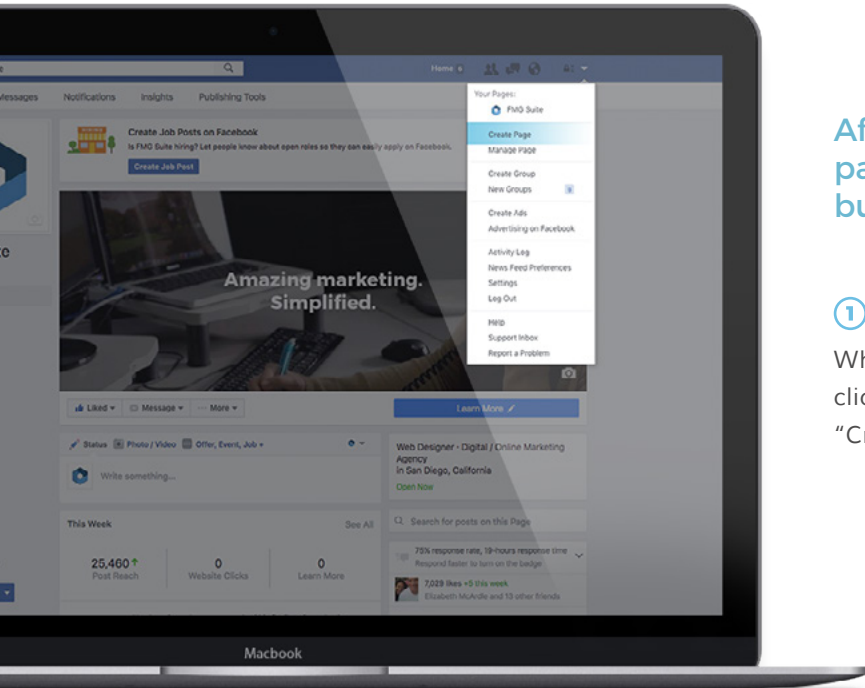 Home
Messages
Notifications
Insights
Publishing Tools
Your Pages:
FMG Suite
Create Page
Manage Page
Create Group
New Groups
9
Create Ads
Advertising on Facebook
Activity Log
News Feed Preferences
Settings
Log Out
Help
Support Inbox
Report a Problem
Create Job Posts on Facebook
Is FMG Suite hiring? Let people know about open roles so they can easily apply on Facebook.
Create Job Post
Amazing marketing.
Simplified.
Liked
Message
More
Learn More
Status
Photo / Video
Offer, Event, Job
Write something...
Web Designer · Digital / Online Marketing
Agency
in San Diego, California
Open Now
This Week
See All
Search for posts on this Page
25,460
Post Reach
0
Website Clicks
0
Learn More
75% response rate, 19-hours response time
Respond faster to turn on the badge
7,029 likes +5 this week
Elizabeth McArdle and 13 other friends
Macbook
Af
pa
bu
1
Wh
clic
“Cr